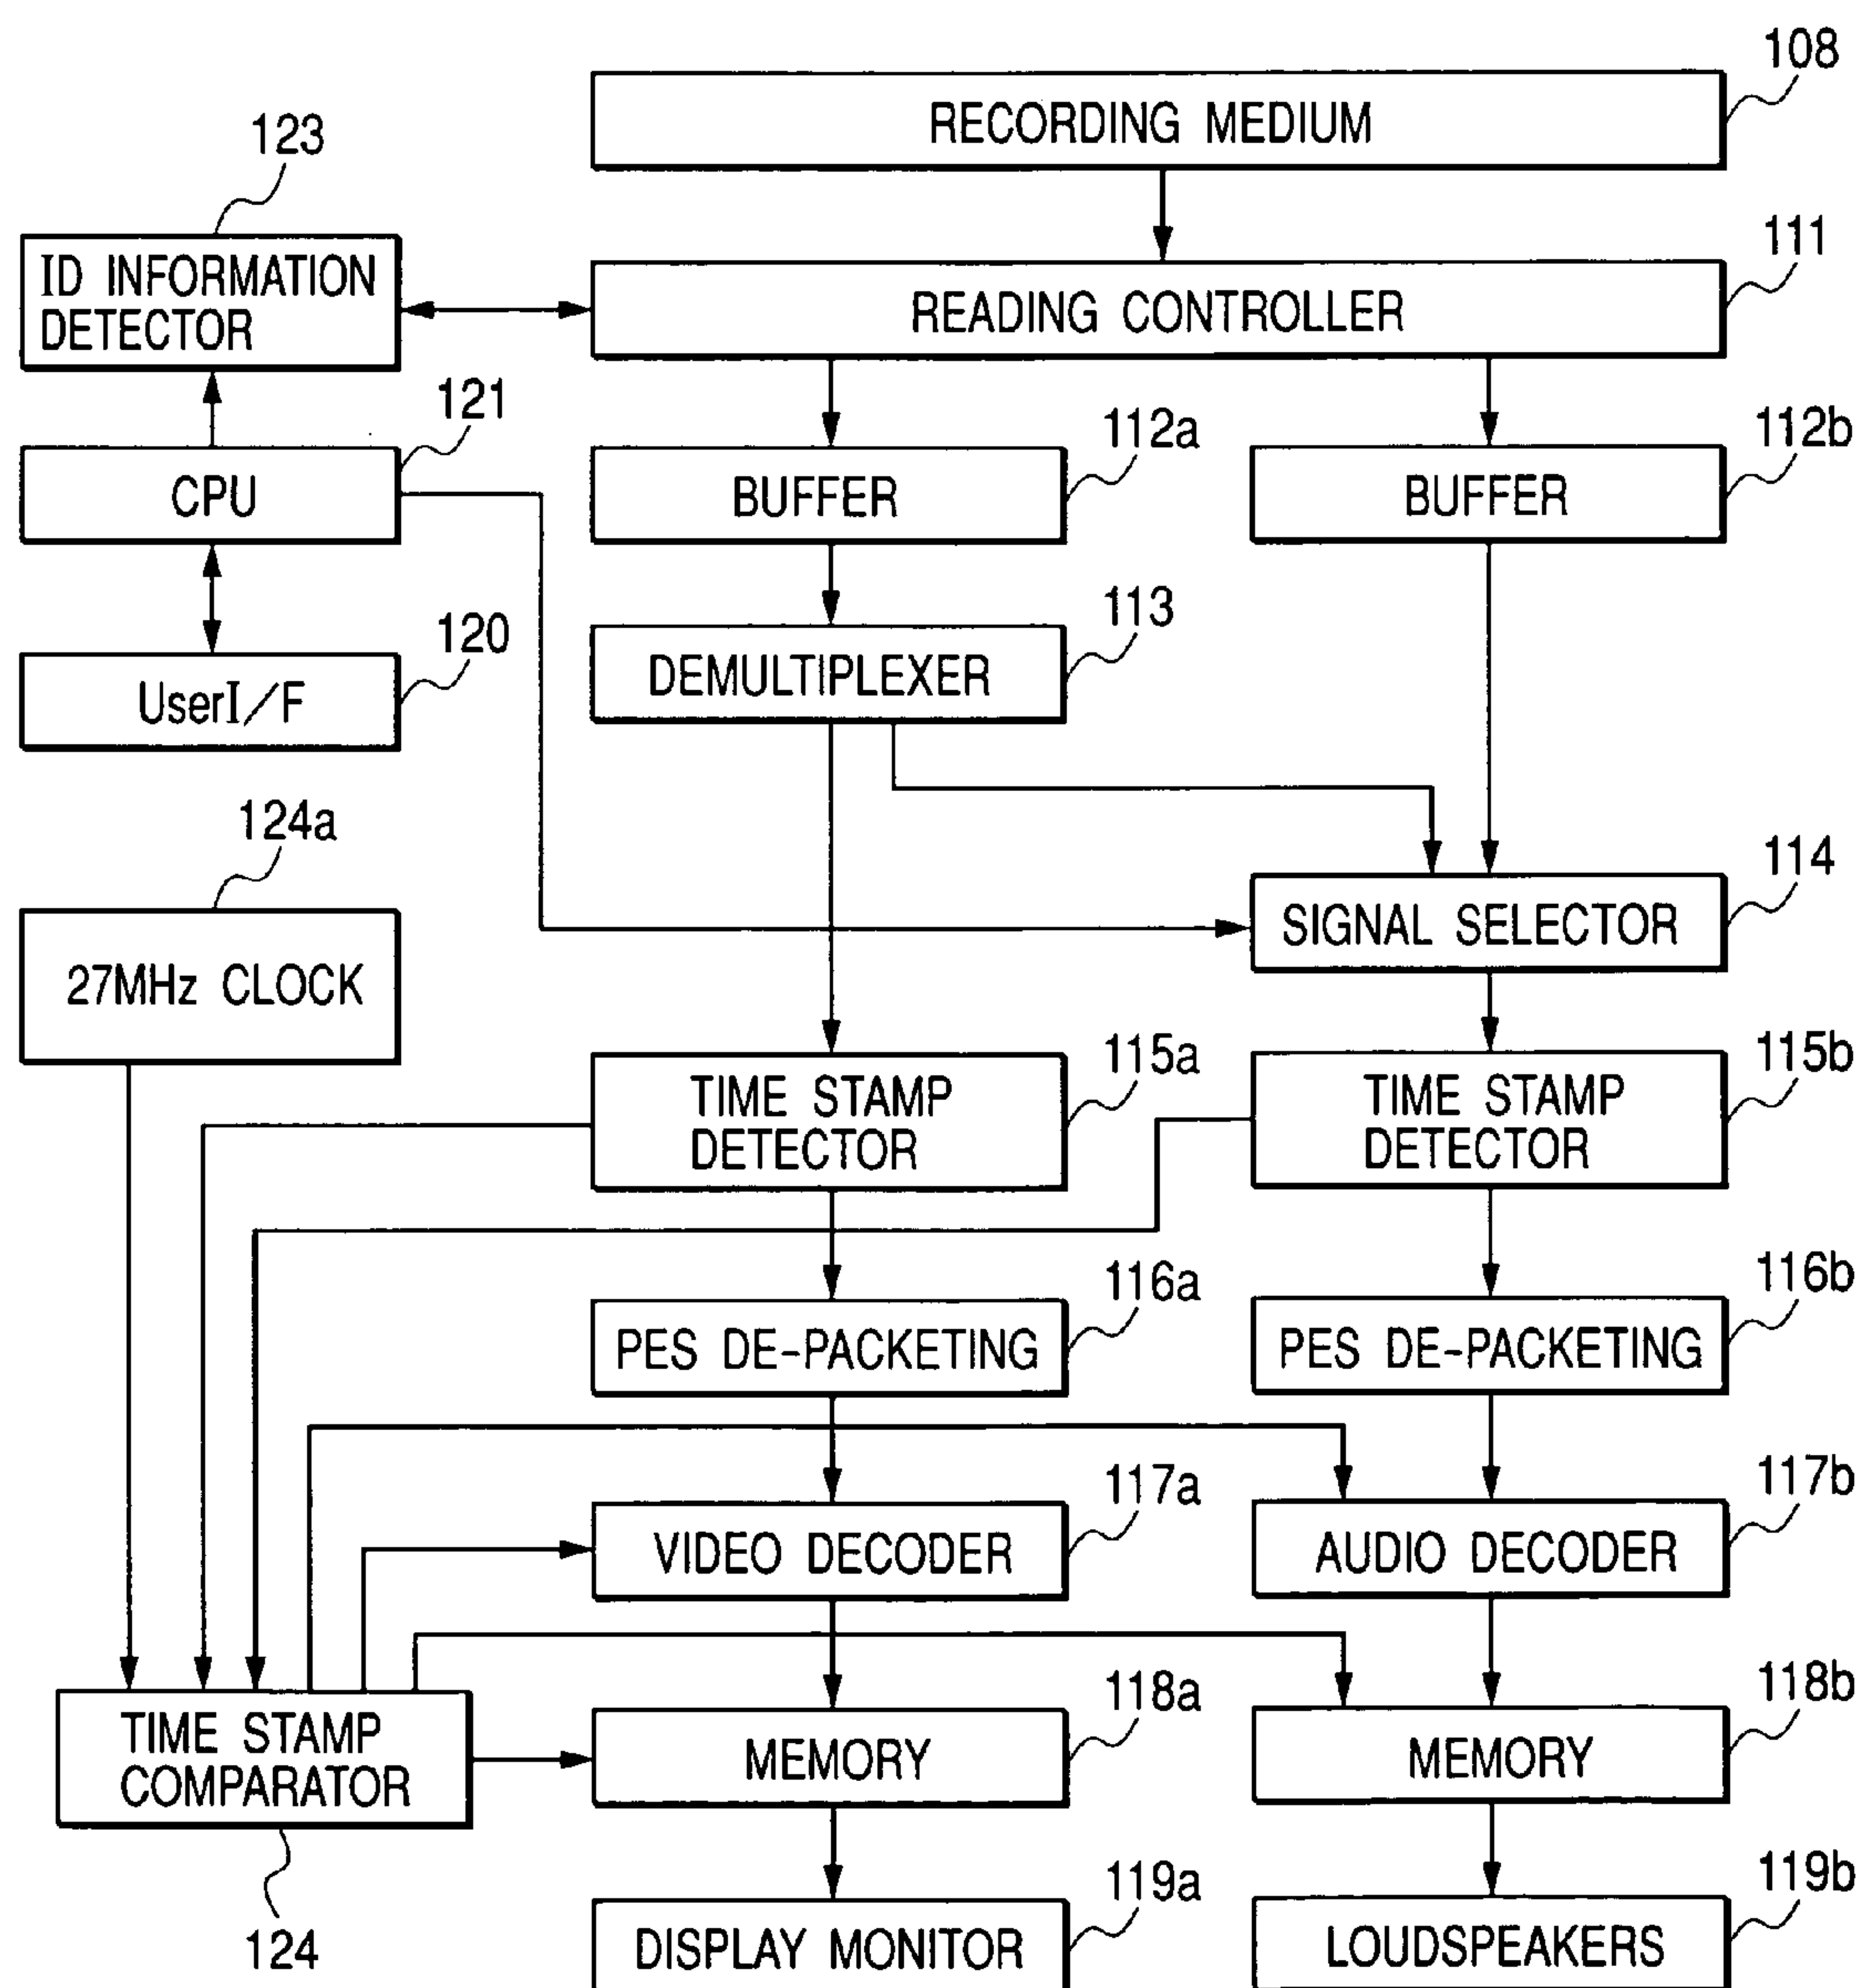 108
RECORDING MEDIUM
123
111
ID INFORMATION
DETECTOR
READING CONTROLLER
121
112a
112b
CPU
BUFFER
BUFFER
120
113
UserI/F
DEMULTIPLEXER
124a
114
27MHz CLOCK
SIGNAL SELECTOR
115a
115b
TIME STAMP
DETECTOR
TIME STAMP
DETECTOR
116a
116b
PES DE-PACKETING
PES DE-PACKETING
117a
117b
VIDEO DECODER
AUDIO DECODER
118a
118b
TIME STAMP
COMPARATOR
MEMORY
MEMORY
124
119a
119b
DISPLAY MONITOR
LOUDSPEAKERS